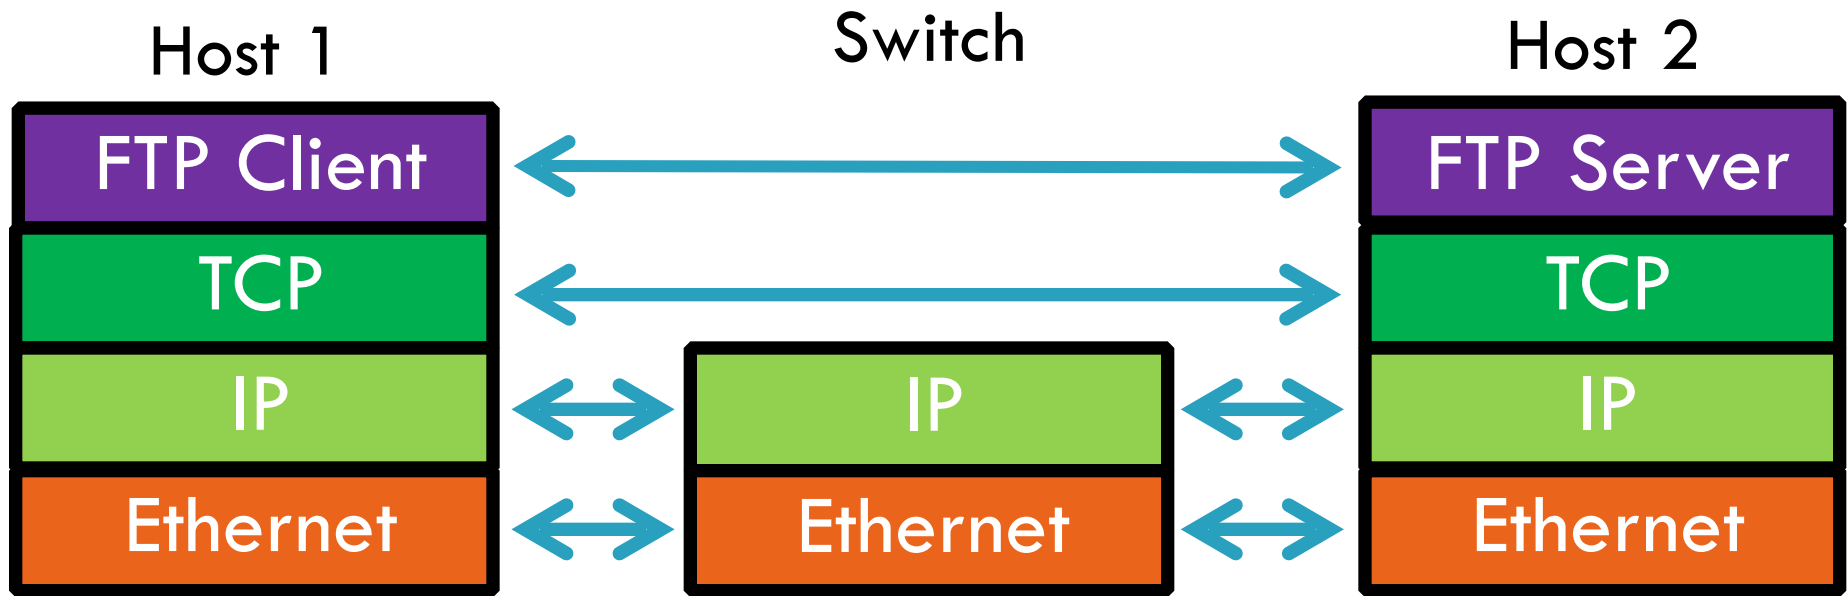 Host 1
Switch
Host 2
FTP Client
FTP Server
TCP
TCP
IP
IP
IP
Ethernet
Ethernet
Ethernet